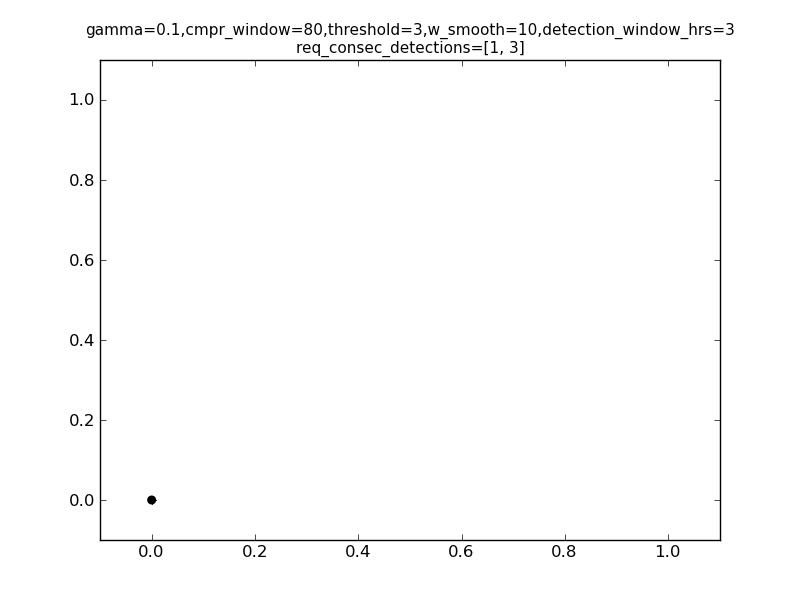 gamma=0.1,cmpr_window=80,threshold=3,w_smooth=10,detection_window_hrs=3
req_consec_detections=[1, 3]
1.0
0.8
0.6
0.4
0.2
0.0
0.0 0.2 0.4 0.6 0.8 1.0